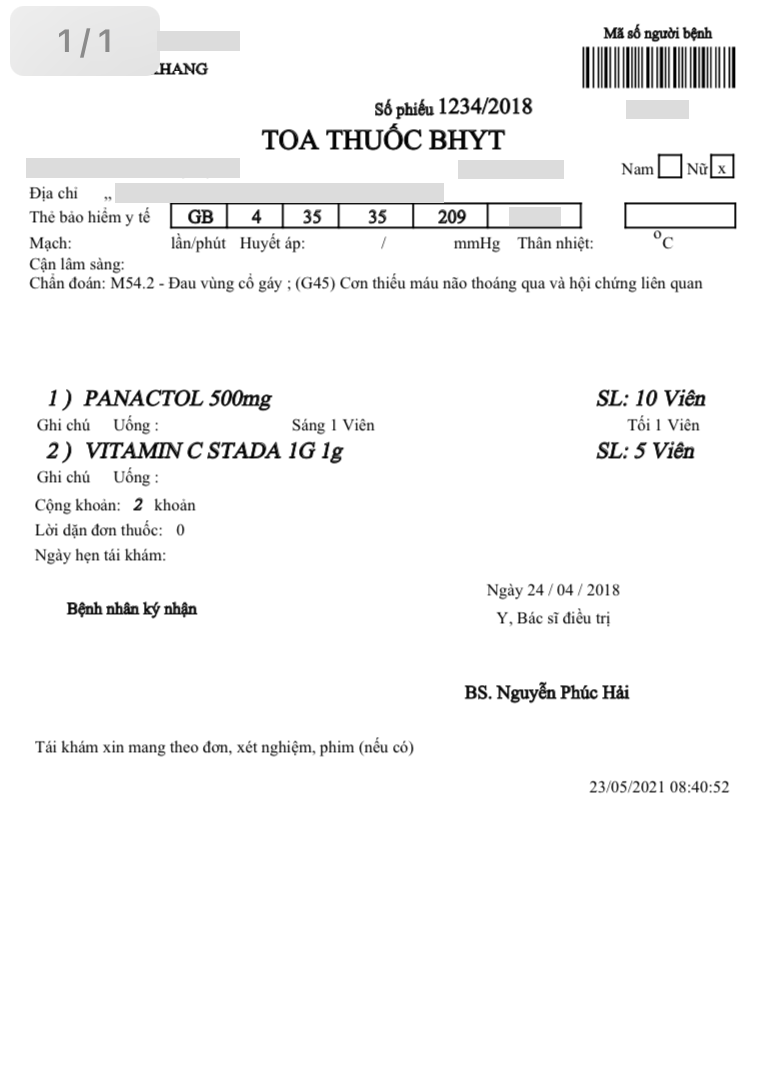 1/1
Mã số người bệnh
KHANG
Số phiếu 1234/2018
TOA THUỐC BHYT
Nam Nữ x
Địa chỉ ,,
Thẻ bảo hiểm y tế GB 4 35 35 209
Mạch: lần/phút Huyết áp: / mmHg Thân nhiệt: °C
Cận lâm sàng:
Chẩn đoán: M54.2 - Đau vùng cổ gáy ; (G45) Cơn thiếu máu não thoáng qua và hội chứng liên quan
1 ) PANACTOL 500mg SL: 10 Viên
Ghi chú Uống : Sáng 1 Viên Tối 1 Viên
2 ) VITAMIN C STADA 1G 1g SL: 5 Viên
Ghi chú Uống :
Cộng khoản: 2 khoản
Lời dặn đơn thuốc: 0
Ngày hẹn tái khám:
Ngày 24 / 04 / 2018
Bệnh nhân ký nhận
Y, Bác sĩ điều trị
BS. Nguyễn Phúc Hải
Tái khám xin mang theo đơn, xét nghiệm, phim (nếu có)
23/05/2021 08:40:52